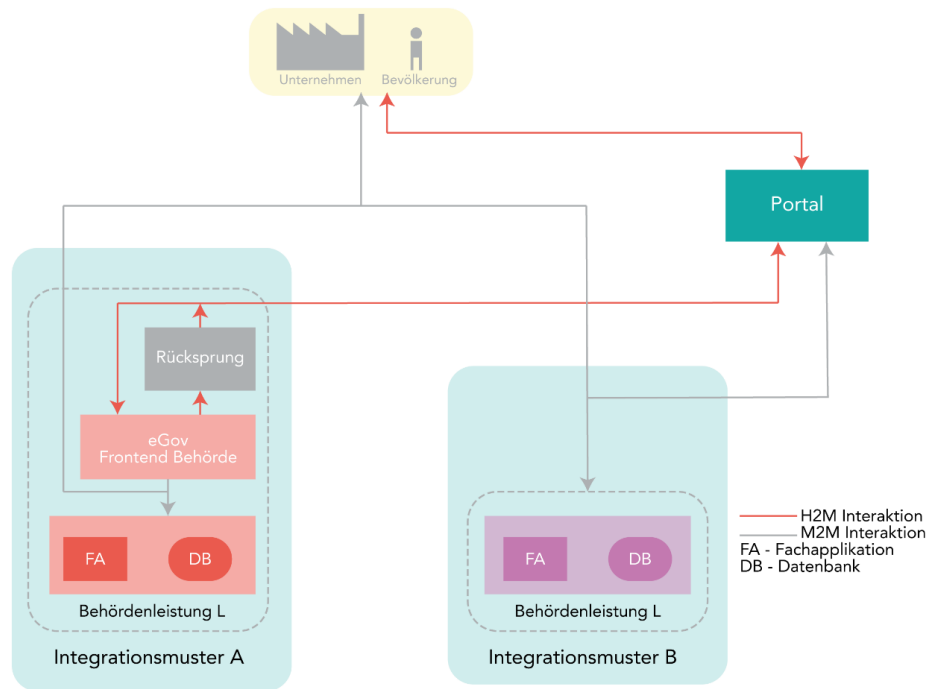 Unternehmen
Bevölkerung
Portal
Rücksprung
eGov
Frontend Behörde
FA
DB
Behördenleistung L
Integrationsmuster A
FA
DB
Behördenleistung L
Integrationsmuster B
H2M Interaktion
M2M Interaktion
FA - Fachapplikation
DB - Datenbank